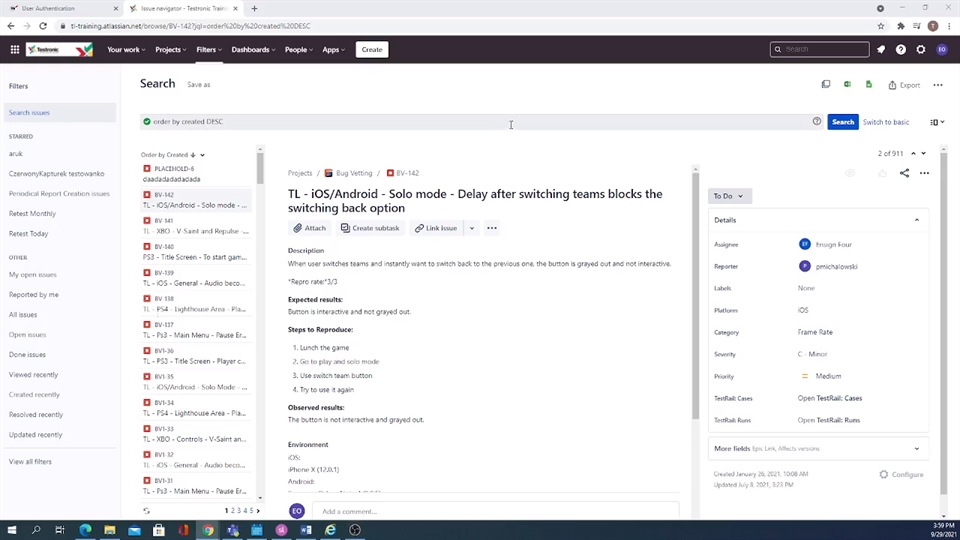 User Authentication
Issue navigator - Testronic Train
tl-training.atlassian.net/browse/BV-142?jql=order%20by%20created%20DESC
T
Testronic
Your work
Projects
Filters
Dashboards
People
Apps
Create
Search
EO
Filters
Search issues
STARRED
aruk
CzerwonyKapturek testowanko
Periodical Report Creation issues
Retest Monthly
Retest Today
OTHER
My open issues
Reported by me
All issues
Open issues
Done issues
Viewed recently
Created recently
Resolved recently
Updated recently
View all filters
Search
Save as
Export
order by created DESC
Search
Switch to basic
Order by Created
PLACEHOLD-6
daadadadadadada
BV-142
TL - iOS/Android - Solo mode - ...
BV-141
TL - XBO - V-Saint and Repulse - ...
BV-140
PS3 - Title Screen - To start gam...
BV-139
TL - iOS - General - Audio beco...
BV-138
TL - PS4 - Lighthouse Area - Pla...
BV-137
TL - Ps3 - Main Menu - Pause Er...
BV1-36
TL - PS3 - Title Screen - Player c...
BV1-35
TL - iOS/Android - Solo Mode - ...
BV1-34
TL - PS4 - Lighthouse Area - Pla...
BV1-33
TL - XBO - Controls - V-Saint an...
BV1-32
TL - iOS - General - Audio beco...
BV1-31
TL - Ps3 - Main Menu - Pause Er...
1 2 3 4 5
2 of 911
Projects / Bug Vetting / BV-142
TL - iOS/Android - Solo mode - Delay after switching teams blocks the
switching back option
Attach
Create subtask
Link issue
Description
When user switches teams and instantly want to switch back to the previous one, the button is grayed out and not interactive.
*Repro rate:*3/3
Expected results:
Button is interactive and not grayed out.
Steps to Reproduce:
1. Lunch the game
2. Go to play and solo mode
3. Use switch team button
4. Try to use it again
Observed results:
The button is not interactive and grayed out.
Environment
iOS:
iPhone X (12.0.1)
Android:
EO
Add a comment...
To Do
Details
Assignee
EF Ensign Four
Reporter
P pmichalowski
Labels
None
Platform
iOS
Category
Frame Rate
Severity
C - Minor
Priority
Medium
TestRail: Cases
Open TestRail: Cases
TestRail: Runs
Open TestRail: Runs
More fields Epic Link, Affects versions
Created January 26, 2021, 10:08 AM
Updated July 8, 2021, 3:23 PM
Configure
3:59 PM
9/29/2021